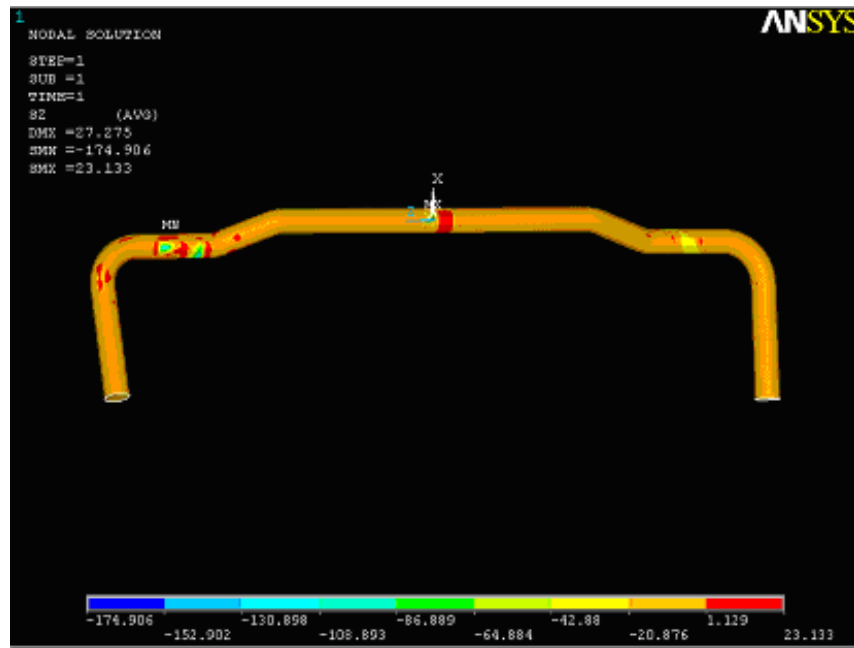 1
ANSYS
NODAL SOLUTION
STEP=1
SUB =1
TIME=1
SZ (AVG)
DMX =27.275
SMN =-174.906
SMX =23.133
X
MX
Z
MN
-174.906 -130.898 -86.889 -42.88 1.129
-152.902 -108.893 -64.884 -20.876 23.133